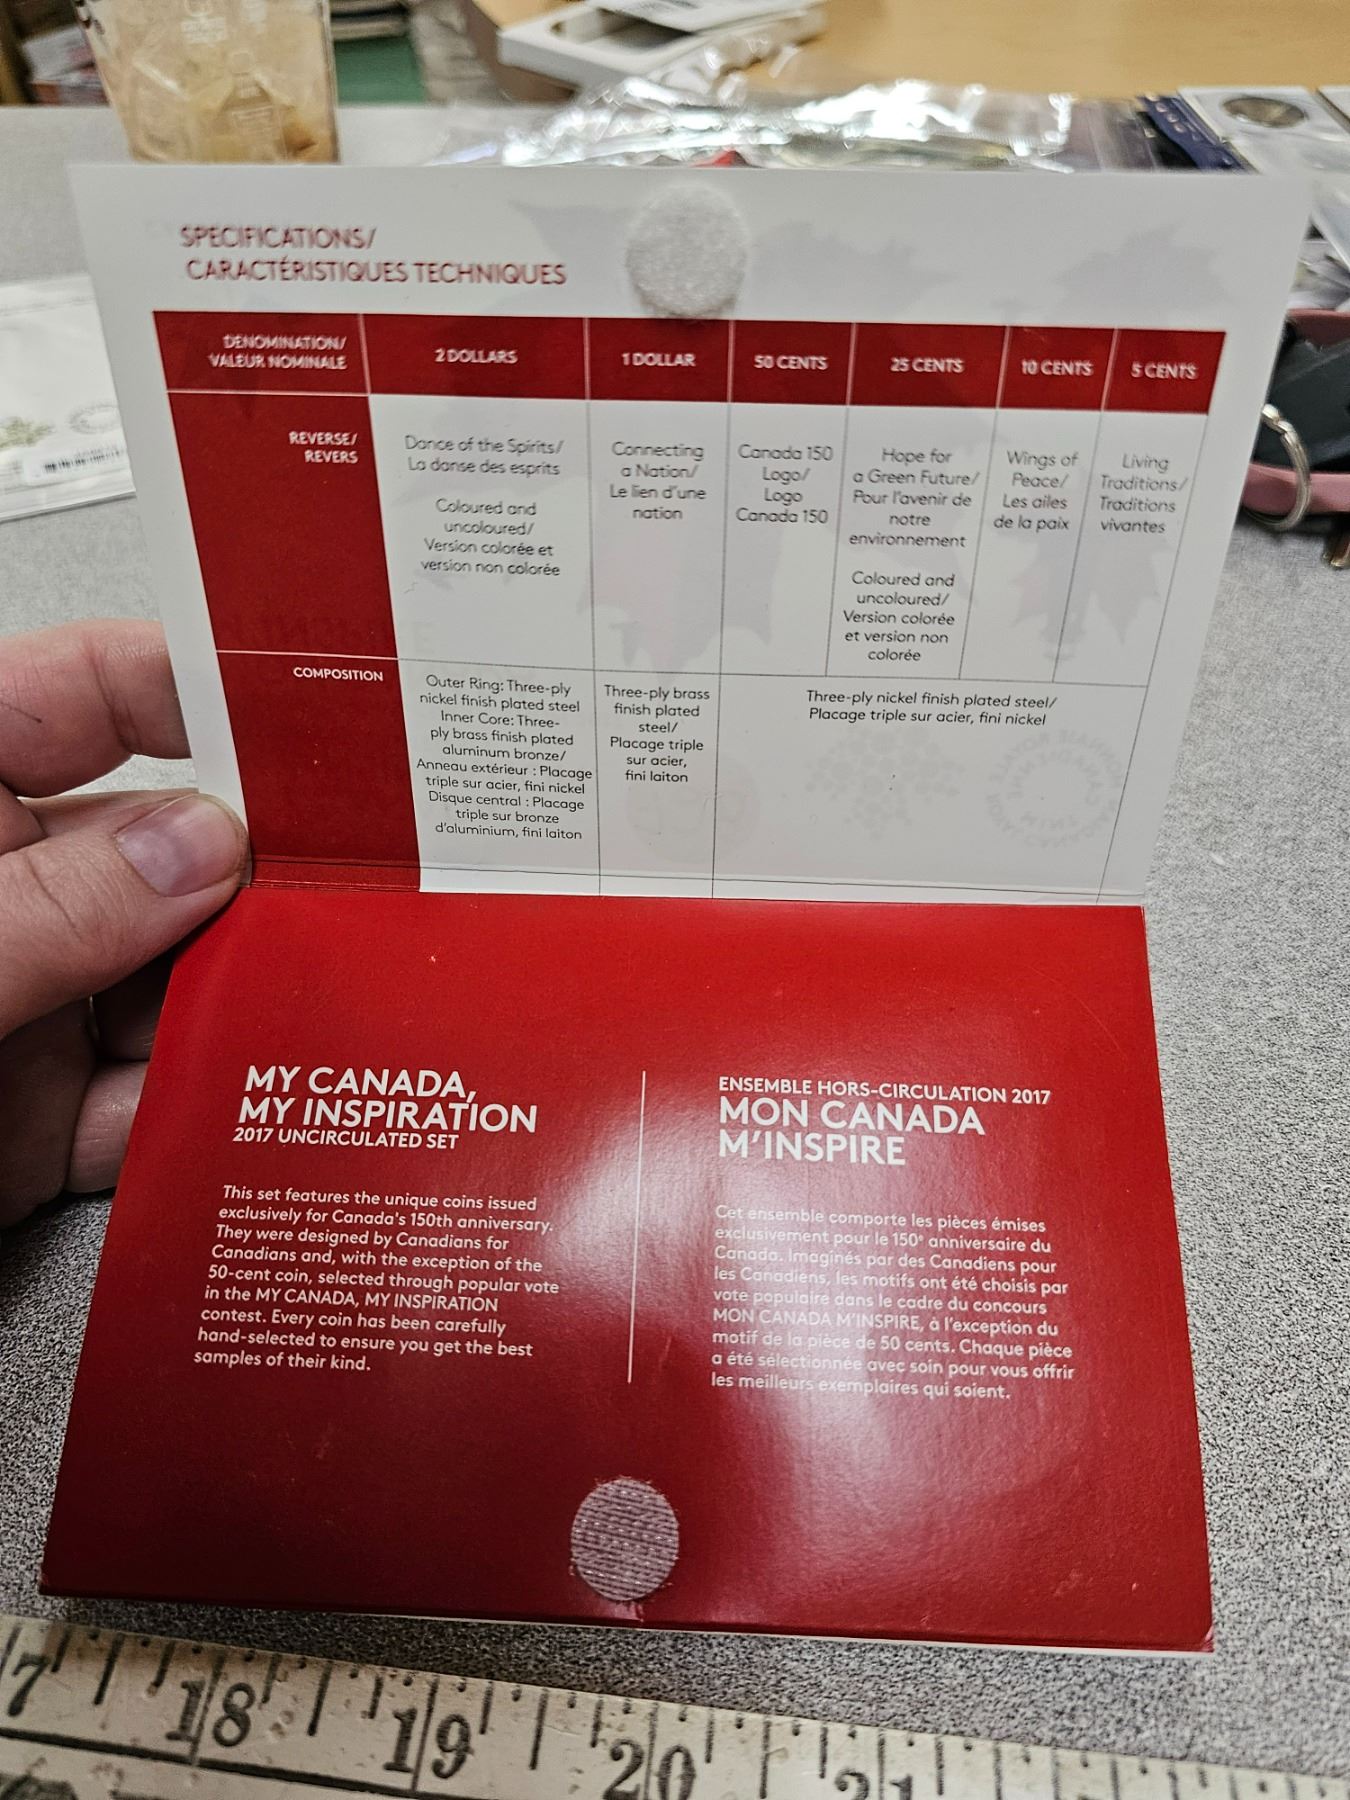 SPECIFICATIONS/
CARACTÉRISTIQUES TECHNIQUES
DENOMINATION/
VALEUR NOMINALE
2 DOLLARS
1 DOLLAR
50 CENTS
25 CENTS
10 CENTS
5 CENTS
REVERSE/
REVERS
Dance of the Spirits/
La danse des esprits
Coloured and
uncoloured/
Version colorée et
version non colorée
Connecting
a Nation/
Le lien d'une
nation
Canada 150
Logo/
Logo
Canada 150
Hope for
a Green Future/
Pour l'avenir de
notre
environnement
Coloured and
uncoloured/
Version colorée
et version non
colorée
Wings of
Peace/
Les ailes
de la paix
Living
Traditions/
Traditions
vivantes
COMPOSITION
Outer Ring: Three-ply
nickel finish plated steel
Inner Core: Three-
ply brass finish plated
aluminum bronze/
Anneau extérieur : Placage
triple sur acier, fini nickel
Disque central : Placage
triple sur bronze
d'aluminium, fini laiton
Three-ply brass
finish plated
steel/
Placage triple
sur acier,
fini laiton
Three-ply nickel finish plated steel/
Placage triple sur acier, fini nickel
MY CANADA,
MY INSPIRATION
2017 UNCIRCULATED SET
This set features the unique coins issued
exclusively for Canada's 150th anniversary.
They were designed by Canadians for
Canadians and, with the exception of the
50-cent coin, selected through popular vote
in the MY CANADA, MY INSPIRATION
contest. Every coin has been carefully
hand-selected to ensure you get the best
samples of their kind.
ENSEMBLE HORS-CIRCULATION 2017
MON CANADA
M'INSPIRE
Cet ensemble comporte les pièces émises
exclusivement pour le 150e anniversaire du
Canada. Imaginés par des Canadiens pour
les Canadiens, les motifs ont été choisis par
vote populaire dans le cadre du concours
MON CANADA M'INSPIRE, à l'exception du
motif de la pièce de 50 cents. Chaque pièce
a été sélectionnée avec soin pour vous offrir
les meilleurs exemplaires qui soient.
7 18 19 20 21